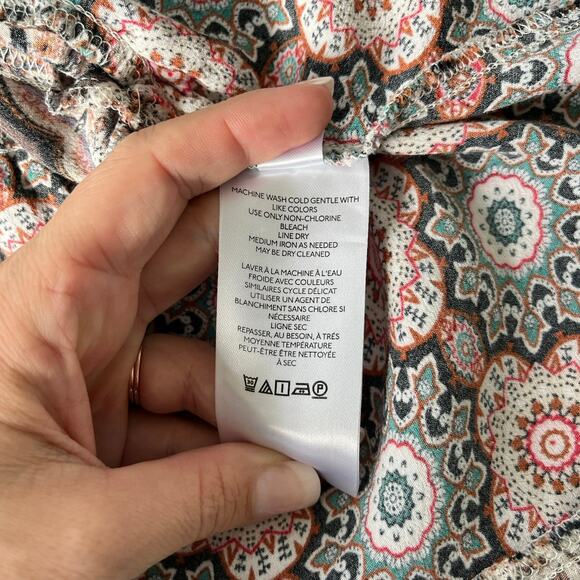 MACHINE WASH COLD GENTLE WITH
LIKE COLORS
USE ONLY NON-CHLORINE
BLEACH
LINE DRY
MEDIUM IRON AS NEEDED
MAY BE DRY CLEANED
LAVER À LA MACHINE À L'EAU
FROIDE AVEC COULEURS
SIMILAIRES CYCLE DÉLICAT
UTILISER UN AGENT DE
BLANCHIMENT SANS CHLORE SI
NÉCESSAIRE
LIGNE SEC
REPASSER, AU BESOIN, À TRÈS
MOYENNE TEMPÉRATURE
PEUT-ÊTRE ÊTRE NETTOYÉE
À SEC
30 P